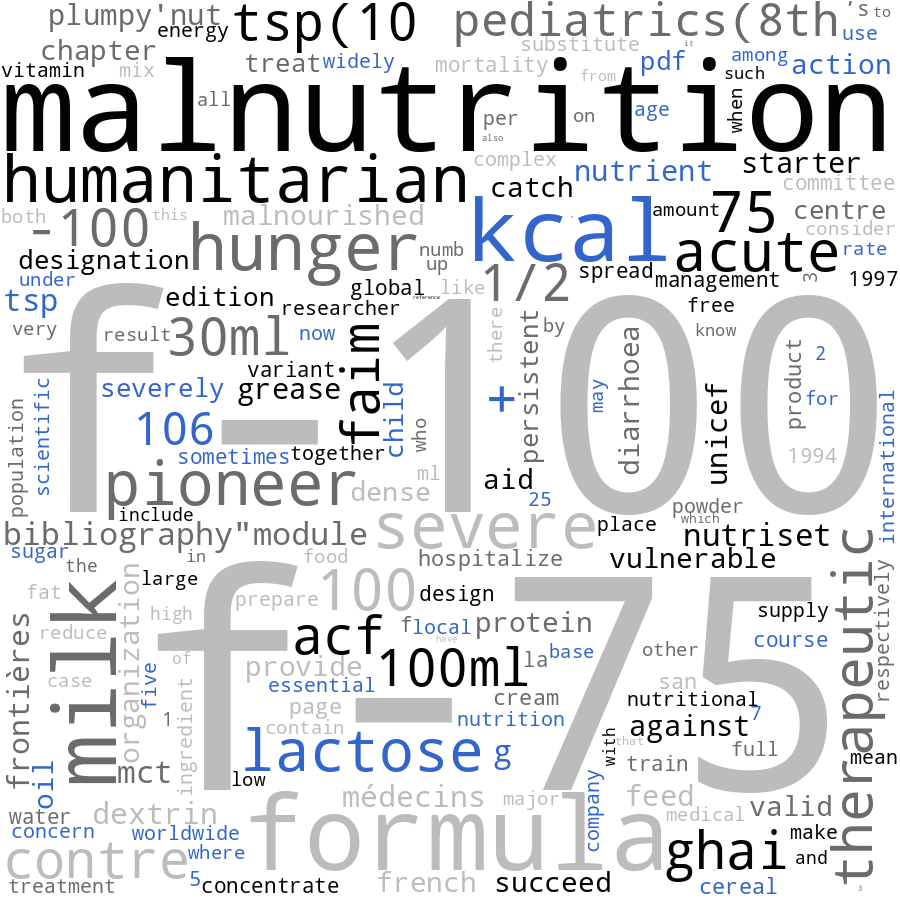 plumpy'nut
energy
tsp(10
pediatrics(8th
's
to
use
chapter
substitute
it
vitamin
mix
treat
widely
mortality
from
pdf
among
such
action
malnutrition
all
per
also
on
age
when
humanitarian
complex
nutrient
starter
catch
committee
both
-100
this
malnourished
kcal
amount
75
centre
consider
designation
hunger
numb
up
acute
rate
under
tsp
edition
global
like
1/2
spread
management
3
1997
researcher
reference
free
very
result
30ml
now
faim
there
persistent
by
know
variant
f-100
severely
grease
child
+
may
diarrhoea
product
2
for
106
who
unicef
population
scientific
sometimes
together
1994
international
pioneer
dense
ml
aid
25
include
severe
place
powder
which
bibliography"module
nutriset
sugar
the
in
food
hospitalize
vulnerable
therapeutic
fat
milk
organization
large
prepare
100
design
supply
respectively
reduce
high
f-75
acf
f
local
protein
have
course
frontières
case
of
provide
100ml
la
base
other
five
essential
san
ingredient
page
cream
nutritional
7
1
contain
nutrition
against
lactose
g
with
that
full
oil
mct
low
train
mean
water
dextrin
médecins
major
company
feed
medical
valid
concern
worldwide
formula
make
contre
where
ghai
and
treatment
5
concentrate
french
succeed
cereal